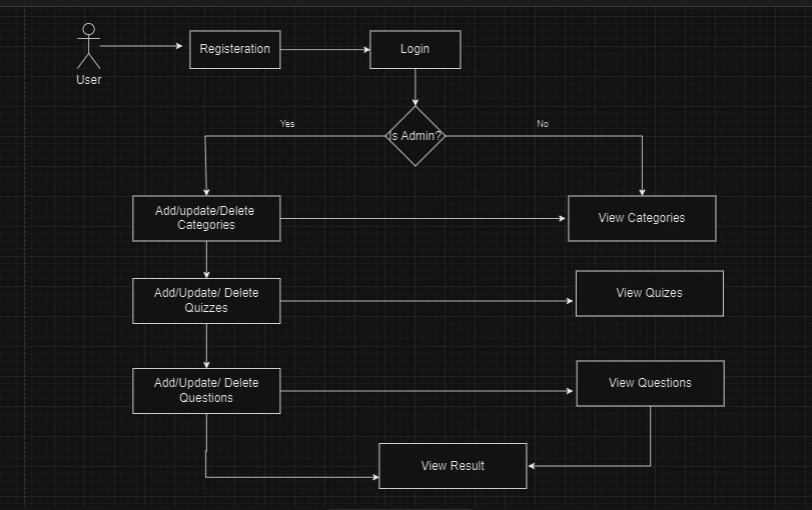 Registeration
Login
User
Yes
No
Is Admin?
Add/update/Delete
Categories
View Categories
Add/Update/ Delete
Quizzes
View Quizes
Add/Update/ Delete
Questions
View Questions
View Result